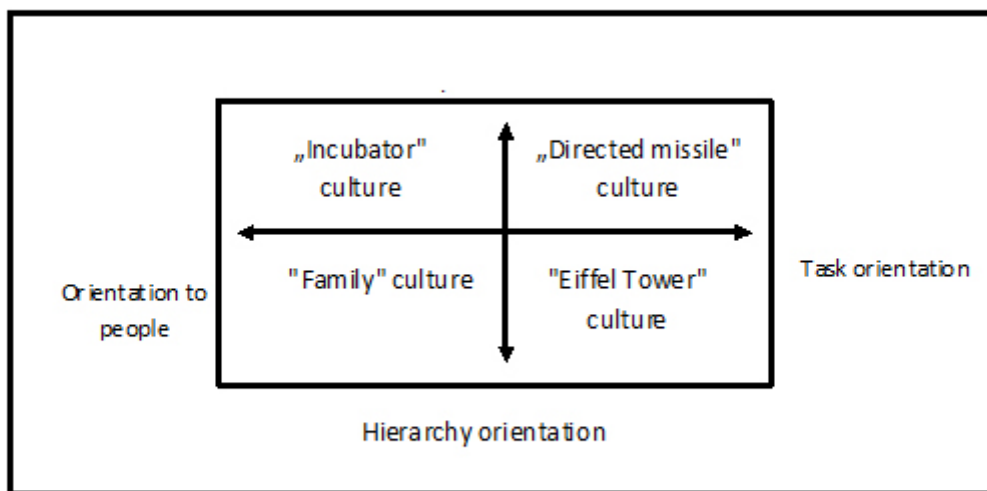 „Incubator"
culture
„Directed missile"
culture
"Family" culture
"Eiffel Tower"
culture
Orientation to
people
Task orientation
Hierarchy orientation